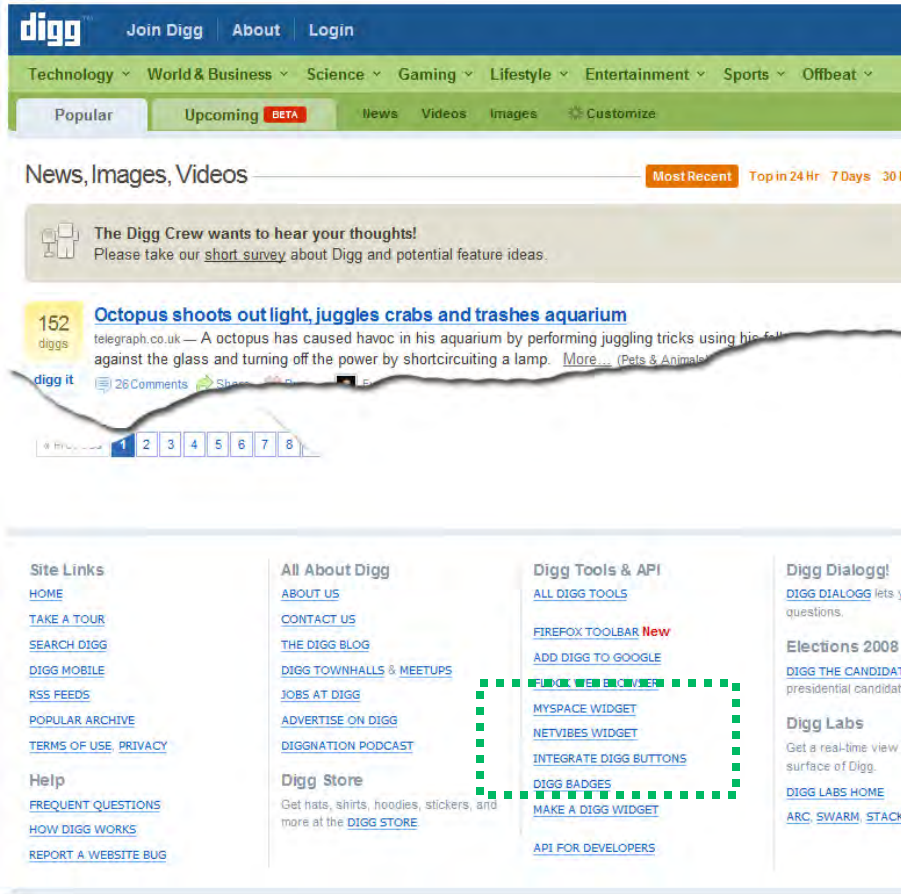 digg
Join Digg About Login
Technology World & Business Science Gaming Lifestyle Entertainment Sports Offbeat
Popular Upcoming BETA News Videos Images Customize
News, Images, Videos
Most Recent Top in 24 Hr 7 Days 30
The Digg Crew wants to hear your thoughts!
Please take our short survey about Digg and potential feature ideas.
152
diggs
digg it
Octopus shoots out light, juggles crabs and trashes aquarium
telegraph.co.uk — A octopus has caused havoc in his aquarium by performing juggling tricks using his
against the glass and turning off the power by shortcircuiting a lamp. More... (Pets & Animals)
26 Comments Share
1 2 3 4 5 6 7 8
Site Links
HOME
TAKE A TOUR
SEARCH DIGG
DIGG MOBILE
RSS FEEDS
POPULAR ARCHIVE
TERMS OF USE, PRIVACY
Help
FREQUENT QUESTIONS
HOW DIGG WORKS
REPORT A WEBSITE BUG
All About Digg
ABOUT US
CONTACT US
THE DIGG BLOG
DIGG TOWNHALLS & MEETUPS
JOBS AT DIGG
ADVERTISE ON DIGG
DIGGNATION PODCAST
Digg Store
Get hats, shirts, hoodies, stickers, and
more at the DIGG STORE
Digg Tools & API
ALL DIGG TOOLS
FIREFOX TOOLBAR New
ADD DIGG TO GOOGLE
FLOCK WEB BROWSER
MYSPACE WIDGET
NETVIBES WIDGET
INTEGRATE DIGG BUTTONS
DIGG BADGES
MAKE A DIGG WIDGET
API FOR DEVELOPERS
Digg Dialogg!
DIGG DIALOGG lets
questions.
Elections 2008
DIGG THE CANDIDAT
presidential candidat
Digg Labs
Get a real-time view
surface of Digg.
DIGG LABS HOME
ARC, SWARM, STACK